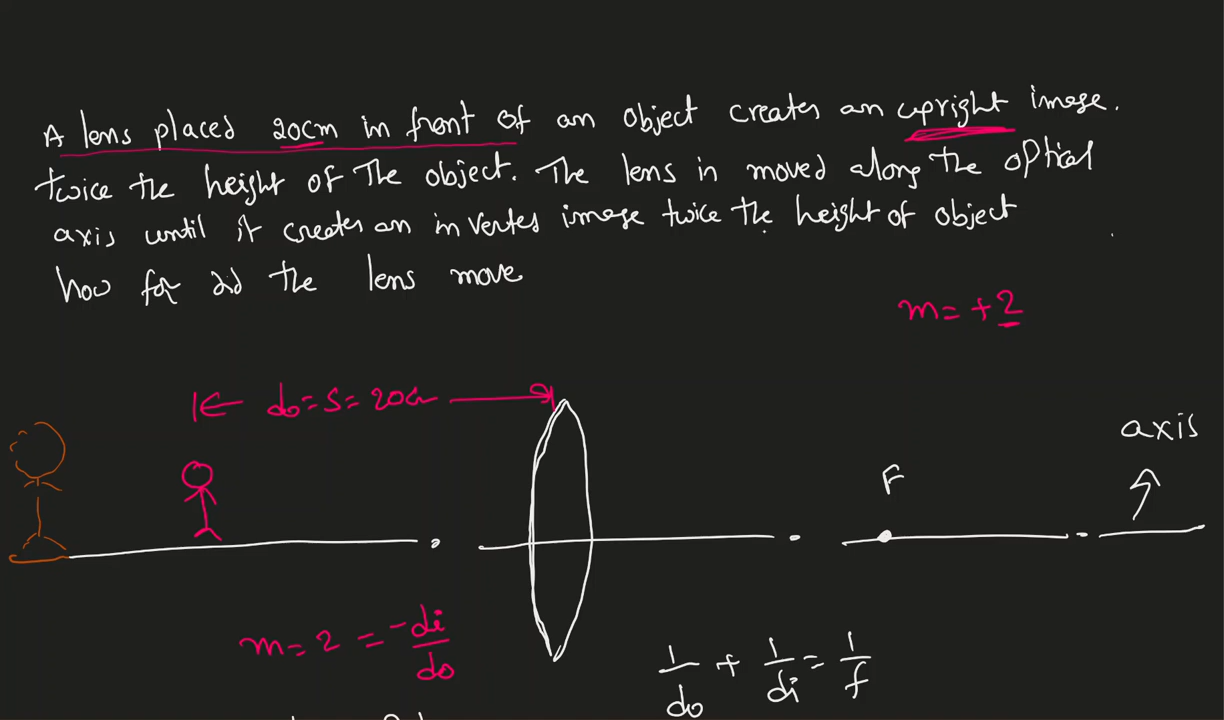 A lens placed 20cm in front of an object creates an upright image.
twice the height of the object. The lens in moved along the optical
axis until it creates an inverted image twice the height of object
how far did the lens move
m = +2
do = S = 20cm
axis
F
m = 2 = -di/do
1/do + 1/di = 1/f